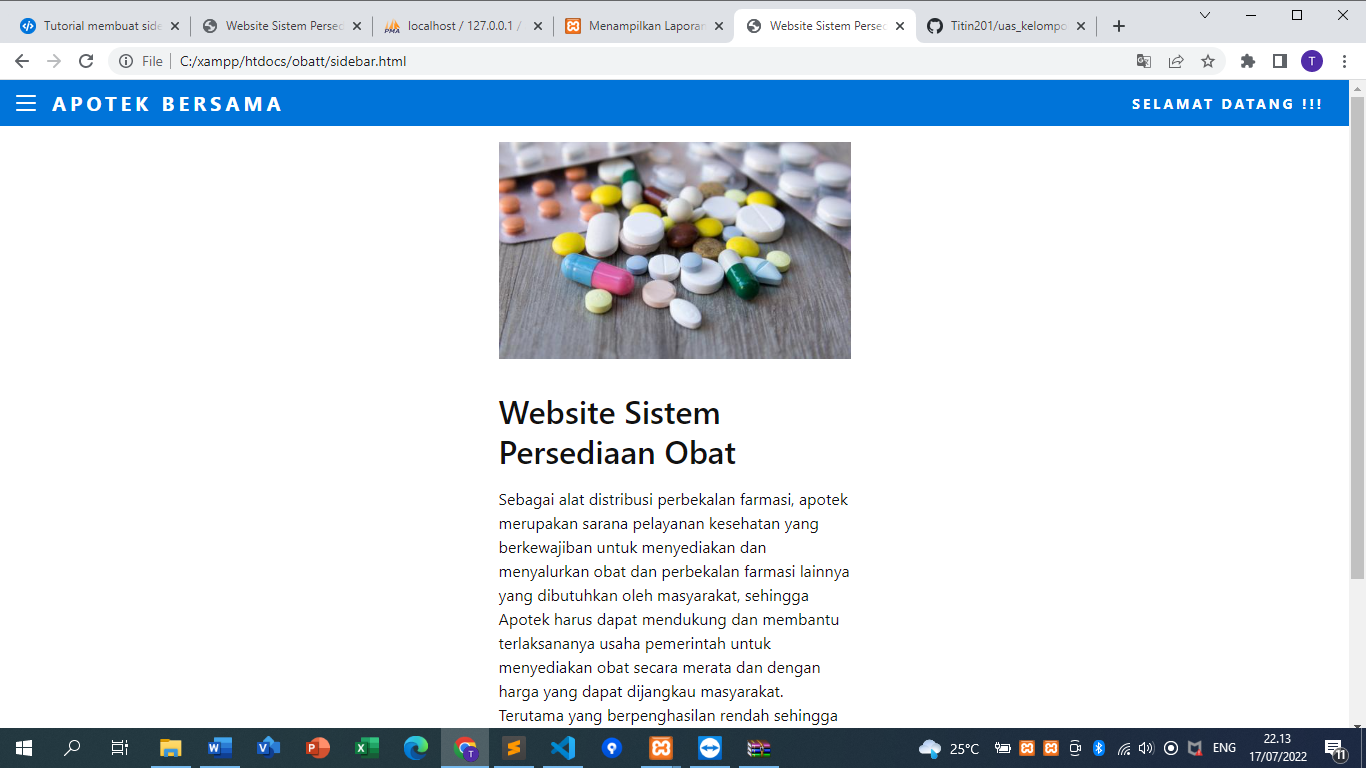 Tutorial membuat side
Website Sistem Persed
localhost / 127.0.0.1 /
Menampilkan Laporan
Website Sistem Persed
Titin201/uas_kelompo
File
C:/xampp/htdocs/obatt/sidebar.html
T
APOTEK BERSAMA
SELAMAT DATANG !!!
Website Sistem
Persediaan Obat
Sebagai alat distribusi perbekalan farmasi, apotek
merupakan sarana pelayanan kesehatan yang
berkewajiban untuk menyediakan dan
menyalurkan obat dan perbekalan farmasi lainnya
yang dibutuhkan oleh masyarakat, sehingga
Apotek harus dapat mendukung dan membantu
terlaksananya usaha pemerintah untuk
menyediakan obat secara merata dan dengan
harga yang dapat dijangkau masyarakat.
Terutama yang berpenghasilan rendah sehingga
25°C
ENG
22.13
17/07/2022
11